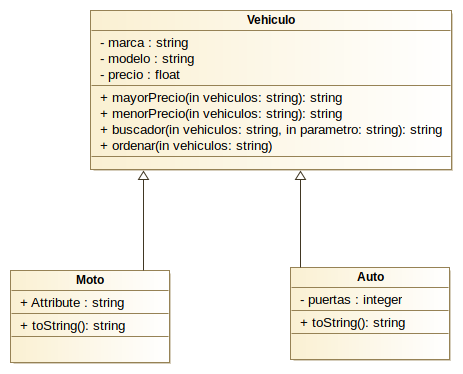 Vehiculo
- marca : string
- modelo : string
- precio : float
+ mayorPrecio(in vehiculos: string): string
+ menorPrecio(in vehiculos: string): string
+ buscador(in vehiculos: string, in parametro: string): string
+ ordenar(in vehiculos: string)
Moto
+ Attribute : string
+ toString(): string
Auto
- puertas : integer
+ toString(): string